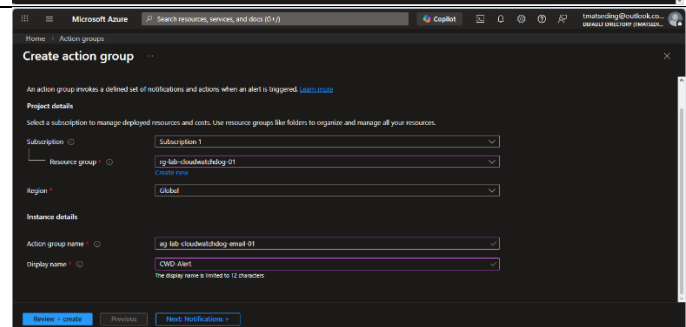 Microsoft Azure
Search resources, services, and docs (G+/)
Copilot
tmatseding@outlook.co...
DEFAULT DIRECTORY (TMATSEDI...
Home > Action groups
Create action group ...
An action group invokes a defined set of notifications and actions when an alert is triggered. Learn more
Project details
Select a subscription to manage deployed resources and costs. Use resource groups like folders to organize and manage all your resources.
Subscription
Subscription 1
Resource group *
rg-lab-cloudwatchdog-01
Create new
Region *
Global
Instance details
Action group name *
ag-lab-cloudwatchdog-email-01
Display name *
CWD-Alert
The display name is limited to 12 characters
Review + create
Previous
Next: Notifications >